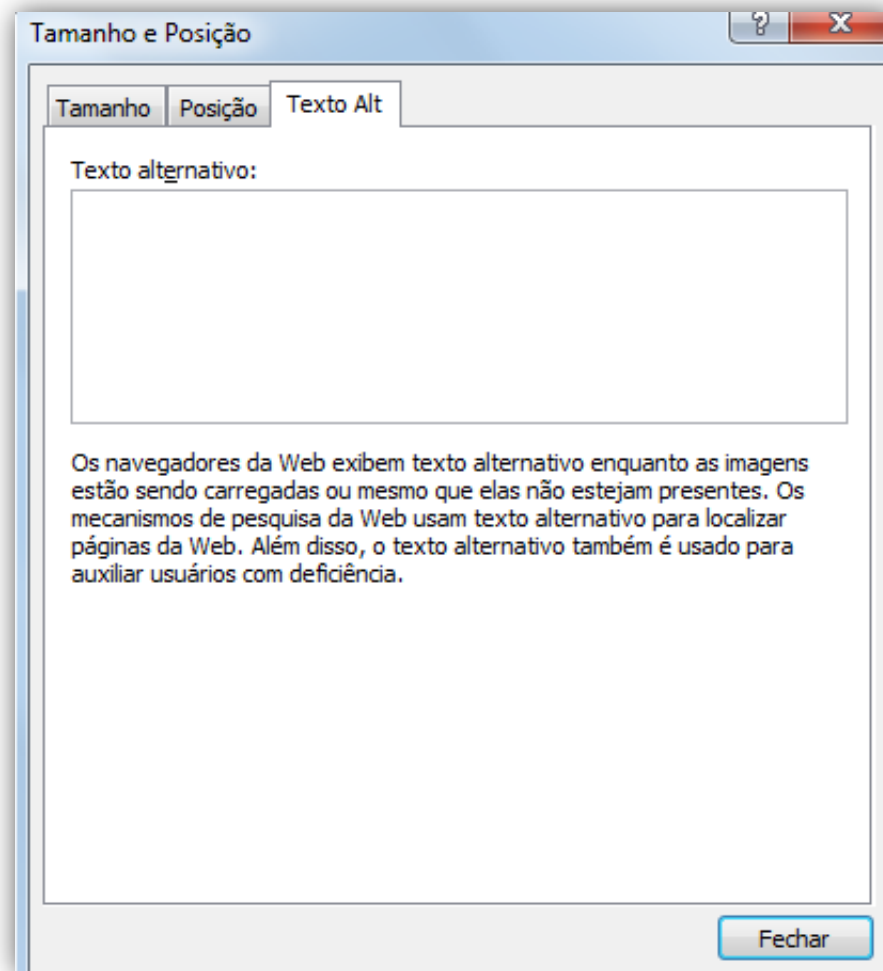 Tamanho e Posição
?
X
Tamanho
Posição
Texto Alt
Texto alternativo:
Os navegadores da Web exibem texto alternativo enquanto as imagens
estão sendo carregadas ou mesmo que elas não estejam presentes. Os
mecanismos de pesquisa da Web usam texto alternativo para localizar
páginas da Web. Além disso, o texto alternativo também é usado para
auxiliar usuários com deficiência.
Fechar